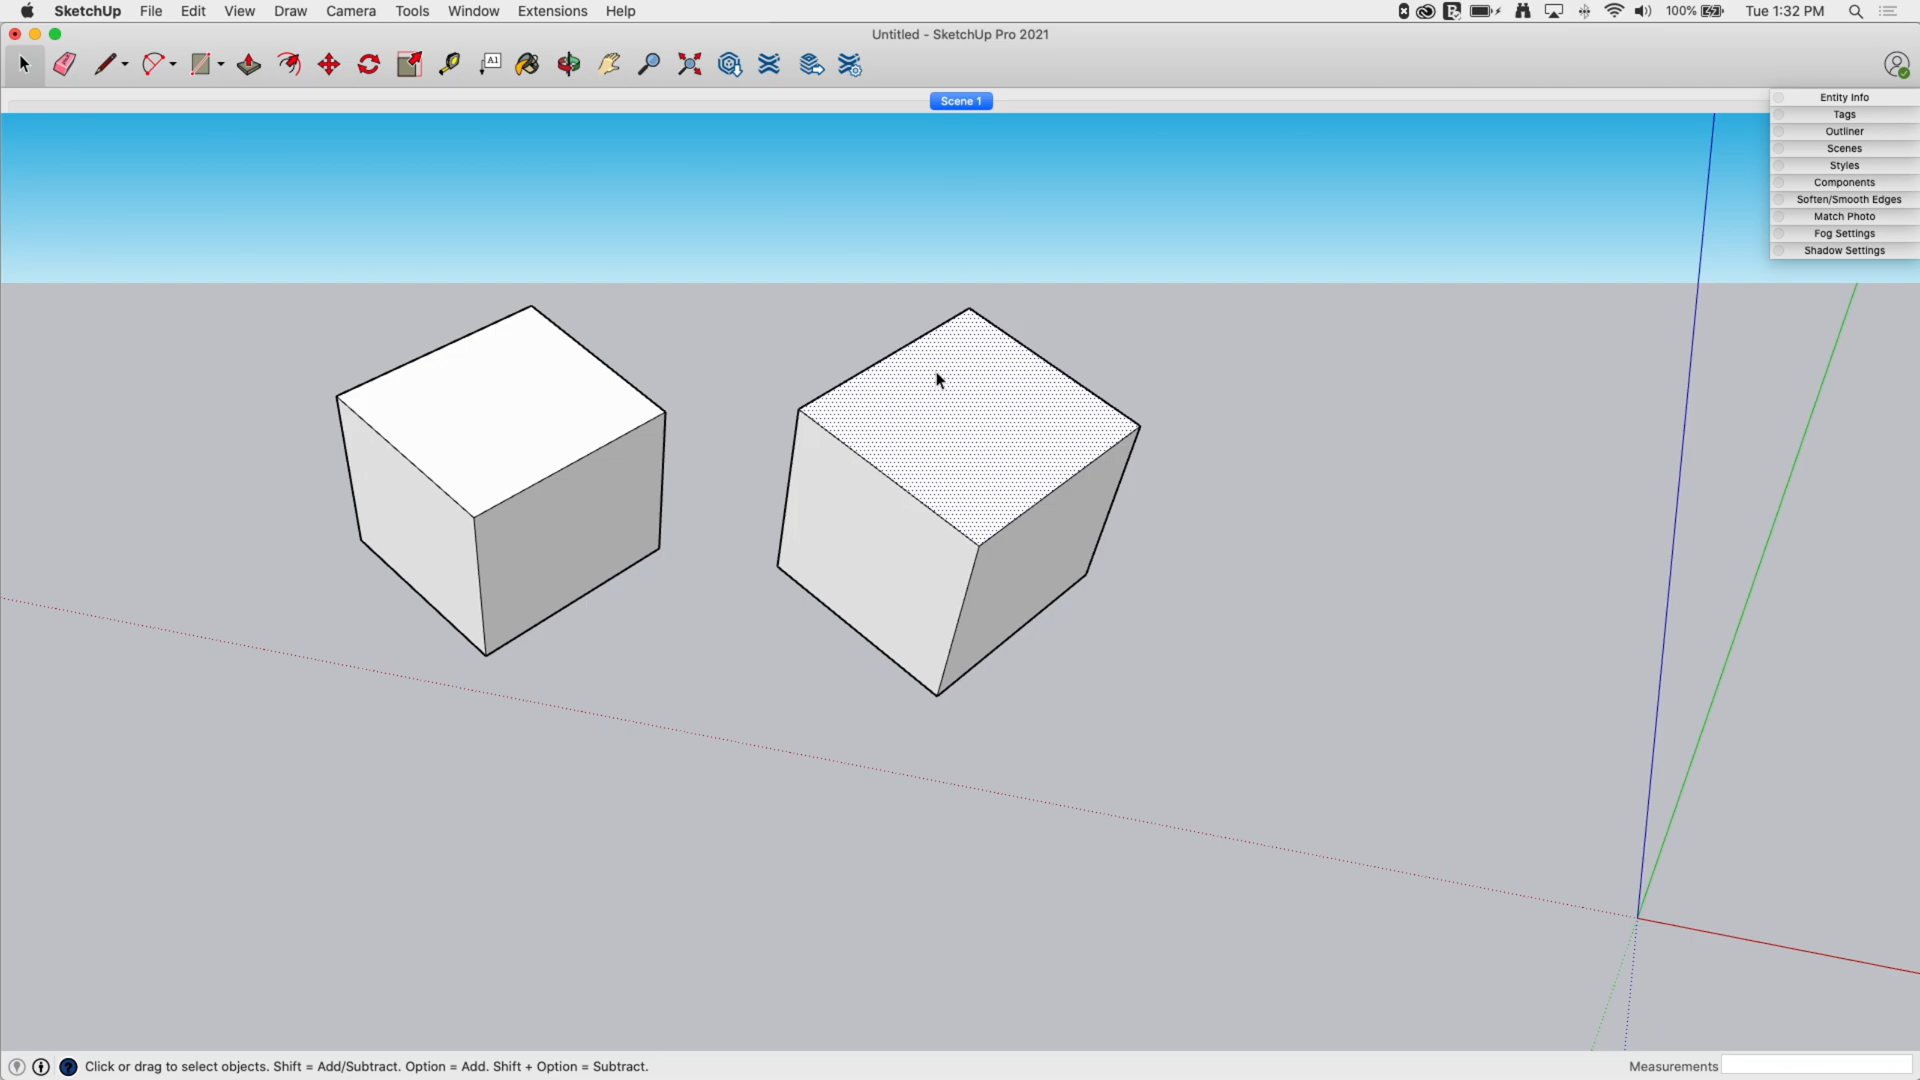 SketchUp File Edit View Draw Camera Tools Window Extensions Help 100% Tue 1:32 PM
Untitled - SketchUp Pro 2021
A1
Scene 1
Entity Info
Tags
Outliner
Scenes
Styles
Components
Soften/Smooth Edges
Match Photo
Fog Settings
Shadow Settings
Click or drag to select objects. Shift = Add/Subtract. Option = Add. Shift + Option = Subtract. Measurements